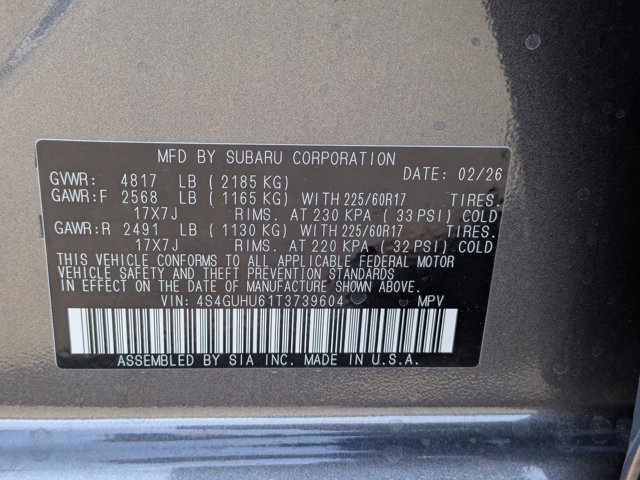 MFD BY SUBARU CORPORATION
GVWR: 4817 LB ( 2185 KG) DATE: 02/26
GAWR:F 2568 LB ( 1165 KG) WITH 225/60R17 TIRES.
17X7J RIMS. AT 230 KPA ( 33 PSI) COLD
GAWR:R 2491 LB ( 1130 KG) WITH 225/60R17 TIRES.
17X7J RIMS. AT 220 KPA ( 32 PSI) COLD
THIS VEHICLE CONFORMS TO ALL APPLICABLE FEDERAL MOTOR
VEHICLE SAFETY AND THEFT PREVENTION STANDARDS
IN EFFECT ON THE DATE OF MANUFACTURE SHOWN ABOVE.
VIN: 4S4GUHU61T3739604 MPV
ASSEMBLED BY SIA INC. MADE IN U.S.A.